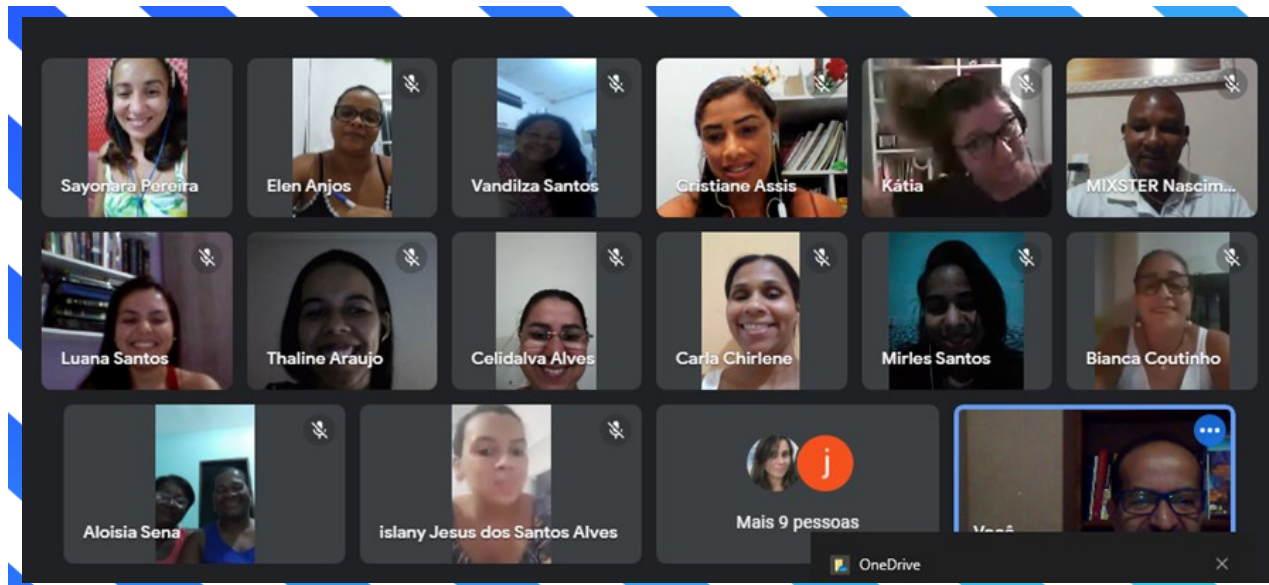 Sayonara Pereira
Elen Anjos
Vandilza Santos
Cristiane Assis
Kátia
MIXSTER Nascim...
Luana Santos
Thaline Araujo
Celidalva Alves
Carla Chirlene
Mirles Santos
Bianca Coutinho
Aloisia Sena
islany Jesus dos Santos Alves
j
Mais 9 pessoas
Você
OneDrive